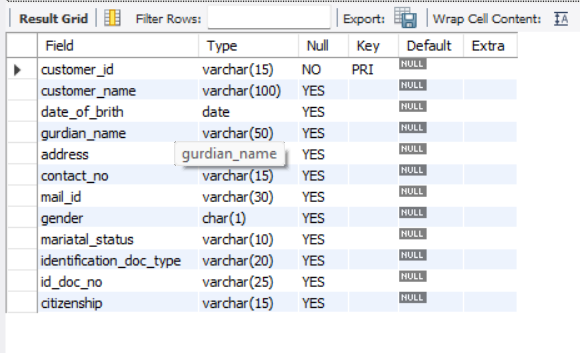 Result Grid Filter Rows: Export: Wrap Cell Content: IA
Field Type Null Key Default Extra
customer_id varchar(15) NO PRI NULL
customer_name varchar(100) YES NULL
date_of_brith date YES NULL
gurdian_name varchar(50) YES NULL
address YES NULL
gurdian_name
contact_no varchar(15) YES NULL
mail_id varchar(30) YES NULL
gender char(1) YES NULL
mariatal_status varchar(10) YES NULL
identification_doc_type varchar(20) YES NULL
id_doc_no varchar(25) YES NULL
citizenship varchar(15) YES NULL